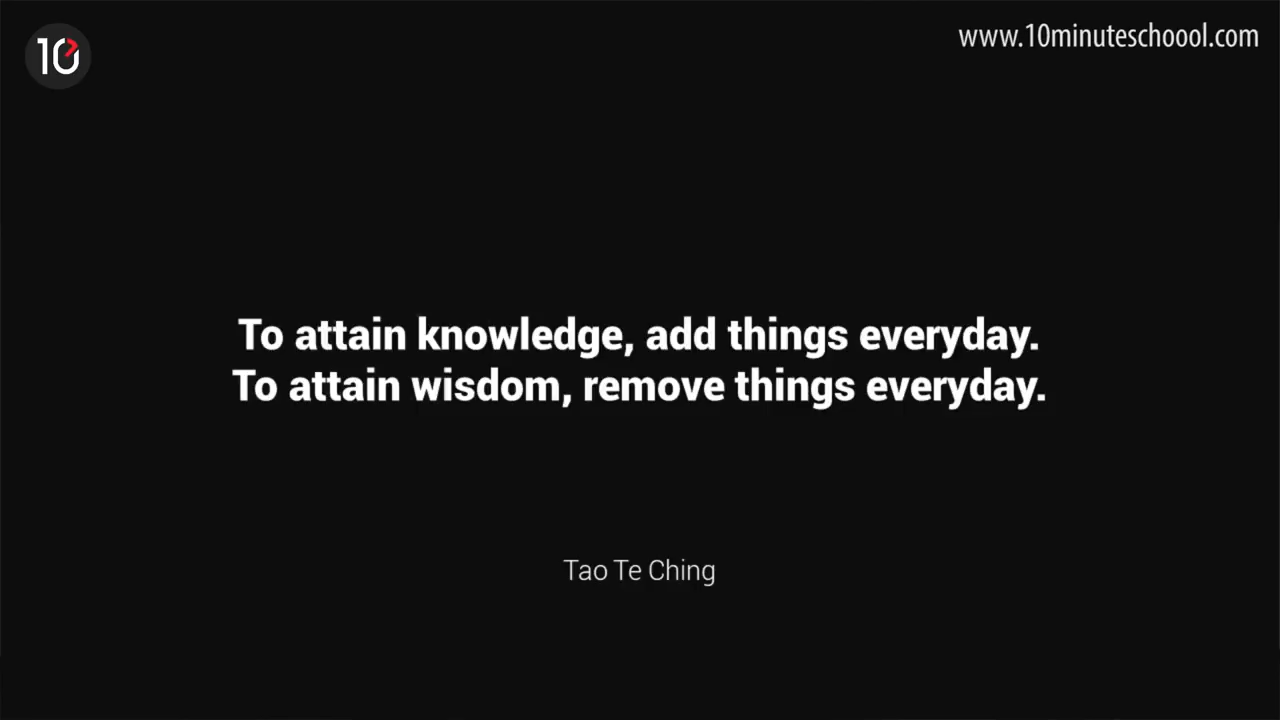 10
www.10minuteschoool.com
To attain knowledge, add things everyday.
To attain wisdom, remove things everyday.
Tao Te Ching